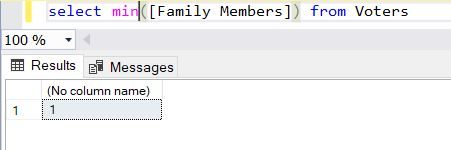 select min([Family Members]) from Voters
100 %
Results Messages
(No column name)
1 1